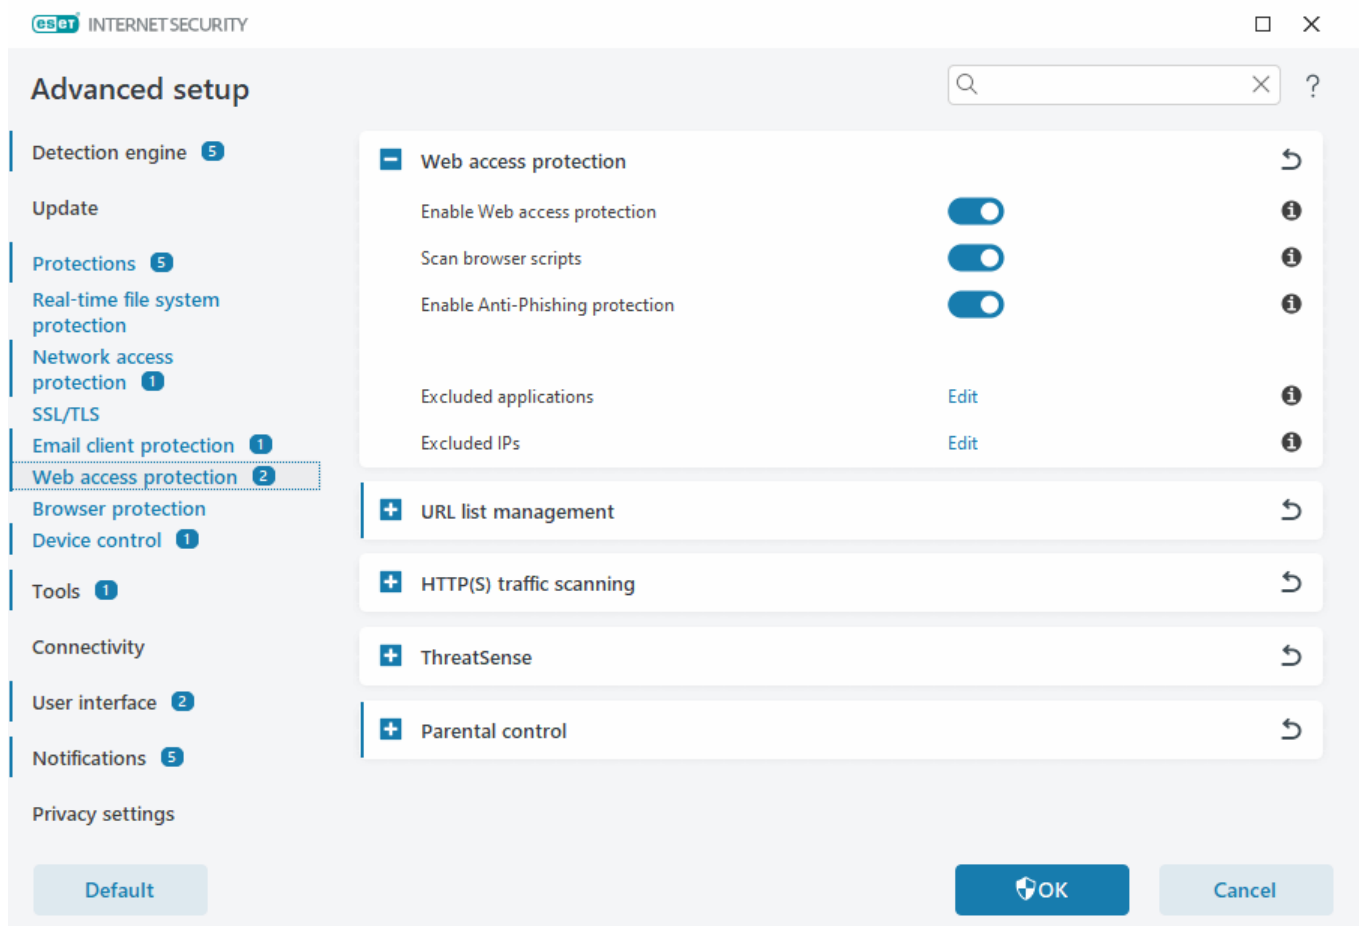 eset INTERNET SECURITY
Advanced setup
?
Detection engine 5
Update
Protections 5
Real-time file system
protection
Network access
protection 1
SSL/TLS
Email client protection 1
Web access protection 2
Browser protection
Device control 1
Tools 1
Connectivity
User interface 2
Notifications 5
Privacy settings
Web access protection
Enable Web access protection
Scan browser scripts
Enable Anti-Phishing protection
Excluded applications Edit
Excluded IPs Edit
URL list management
HTTP(S) traffic scanning
ThreatSense
Parental control
Default
OK
Cancel